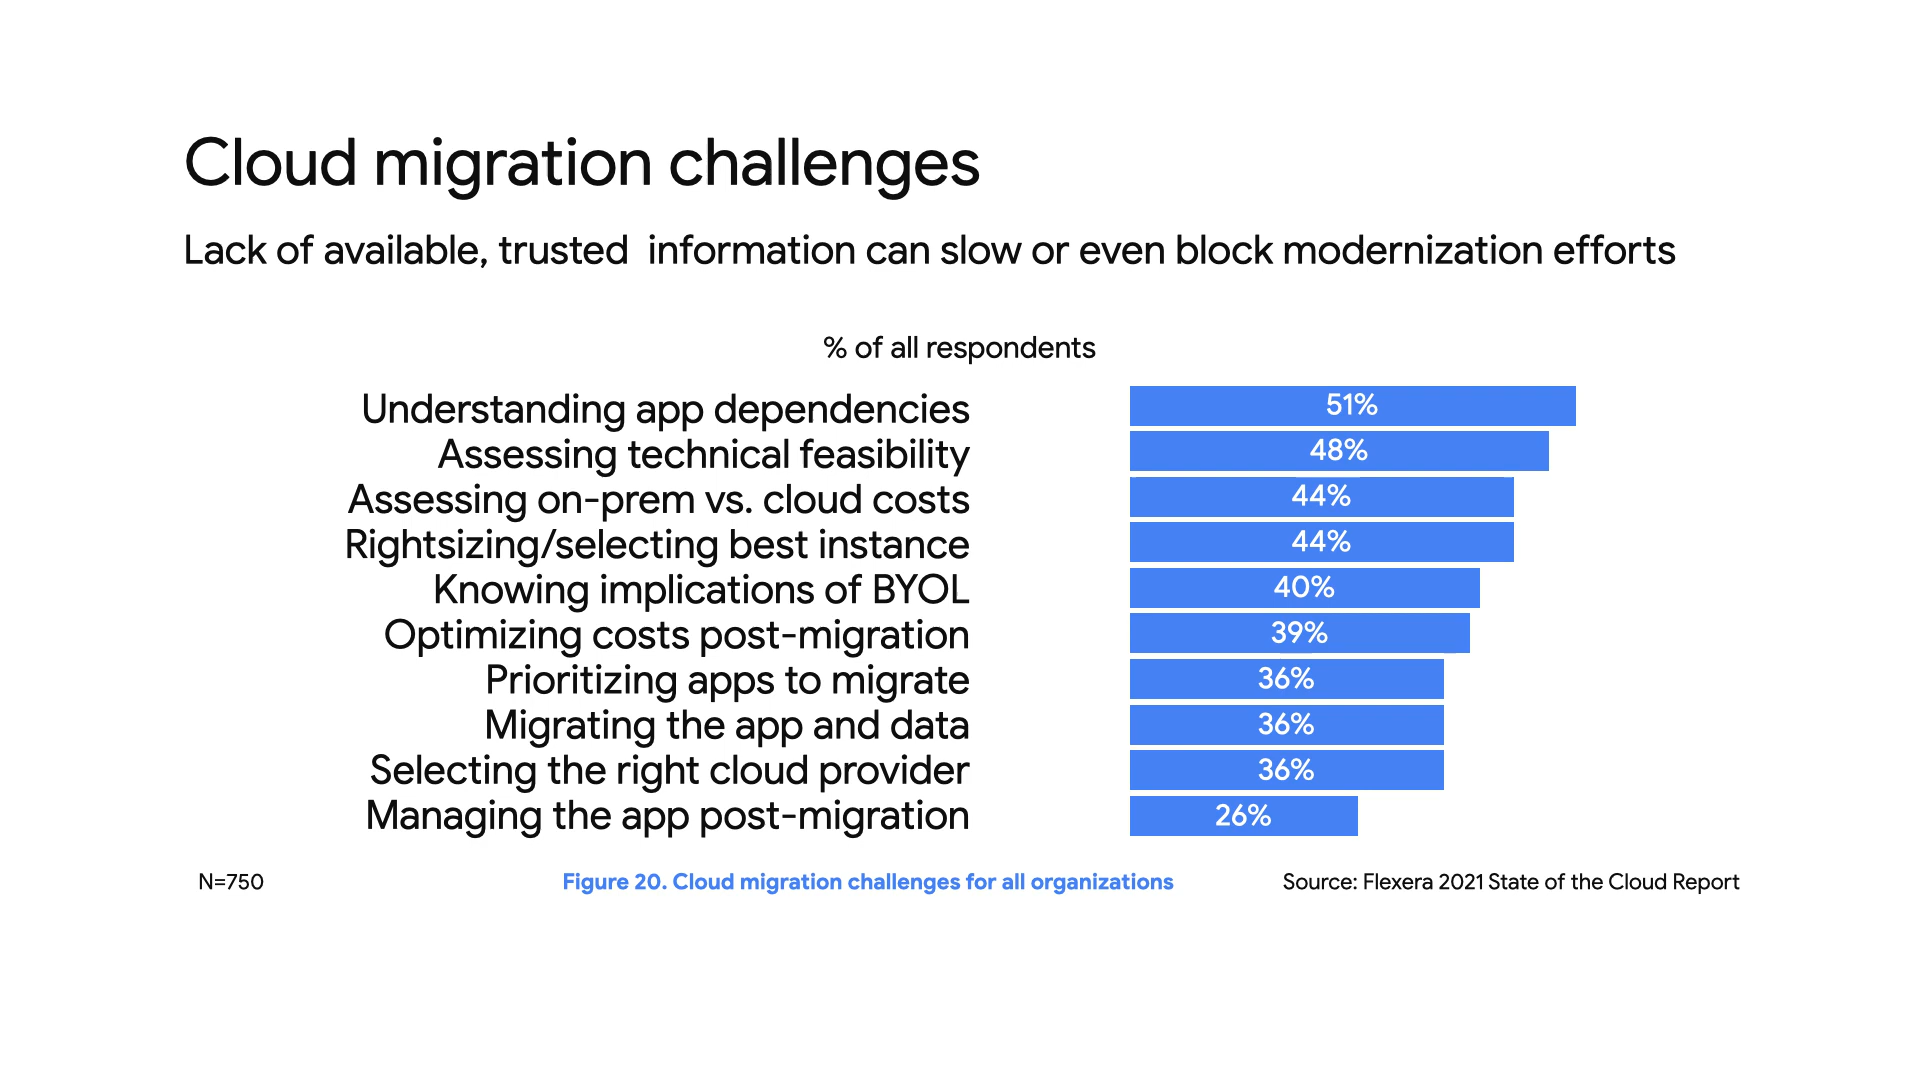 Cloud migration challenges
Lack of available, trusted  information can slow or even block modernization efforts
% of all respondents
Understanding app dependencies 51%
Assessing technical feasibility 48%
Assessing on-prem vs. cloud costs 44%
Rightsizing/selecting best instance 44%
Knowing implications of BYOL 40%
Optimizing costs post-migration 39%
Prioritizing apps to migrate 36%
Migrating the app and data 36%
Selecting the right cloud provider 36%
Managing the app post-migration 26%
N=750 Figure 20. Cloud migration challenges for all organizations Source: Flexera 2021 State of the Cloud Report